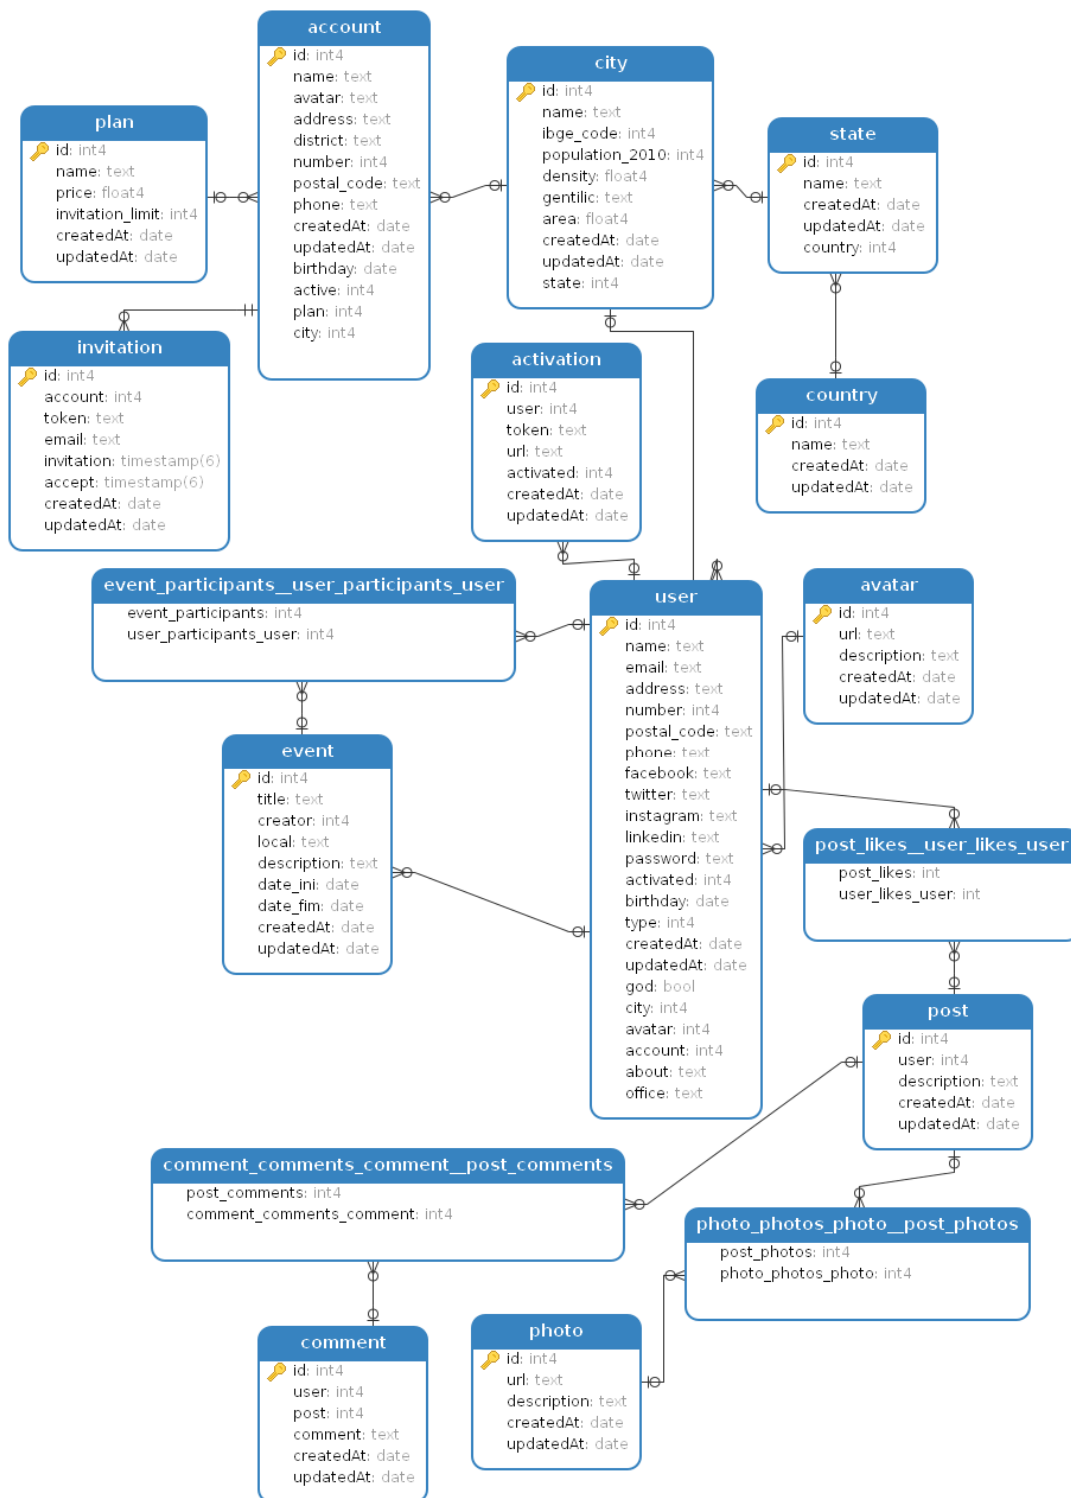 account
id: int4
name: text
avatar: text
address: text
district: text
number: int4
postal_code: text
phone: text
createdAt: date
updatedAt: date
birthday: date
active: int4
plan: int4
city: int4
city
id: int4
name: text
ibge_code: int4
population_2010: int4
density: float4
gentilic: text
area: float4
createdAt: date
updatedAt: date
state: int4
plan
id: int4
name: text
price: float4
invitation_limit: int4
createdAt: date
updatedAt: date
state
id: int4
name: text
createdAt: date
updatedAt: date
country: int4
invitation
id: int4
account: int4
token: text
email: text
invitation: timestamp(6)
accept: timestamp(6)
createdAt: date
updatedAt: date
activation
id: int4
user: int4
token: text
url: text
activated: int4
createdAt: date
updatedAt: date
country
id: int4
name: text
createdAt: date
updatedAt: date
event_participants__user_participants_user
event_participants: int4
user_participants_user: int4
user
id: int4
name: text
email: text
address: text
number: int4
postal_code: text
phone: text
facebook: text
twitter: text
instagram: text
linkedin: text
password: text
activated: int4
birthday: date
type: int4
createdAt: date
updatedAt: date
god: bool
city: int4
avatar: int4
account: int4
about: text
office: text
avatar
id: int4
url: text
description: text
createdAt: date
updatedAt: date
event
id: int4
title: text
creator: int4
local: text
description: text
date_ini: date
date_fim: date
createdAt: date
updatedAt: date
post_likes__user_likes_user
post_likes: int
user_likes_user: int
post
id: int4
user: int4
description: text
createdAt: date
updatedAt: date
comment_comments_comment__post_comments
post_comments: int4
comment_comments_comment: int4
photo_photos_photo__post_photos
post_photos: int4
photo_photos_photo: int4
comment
id: int4
user: int4
post: int4
comment: text
createdAt: date
updatedAt: date
photo
id: int4
url: text
description: text
createdAt: date
updatedAt: date